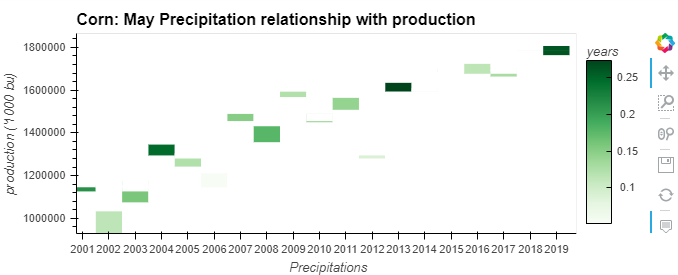 Corn: May Precipitation relationship with production
years
production ('1000 bu)
1800000
1600000
1400000
1200000
1000000
0.25
0.2
0.15
0.1
2001 2002 2003 2004 2005 2006 2007 2008 2009 2010 2011 2012 2013 2014 2015 2016 2017 2018 2019
Precipitations